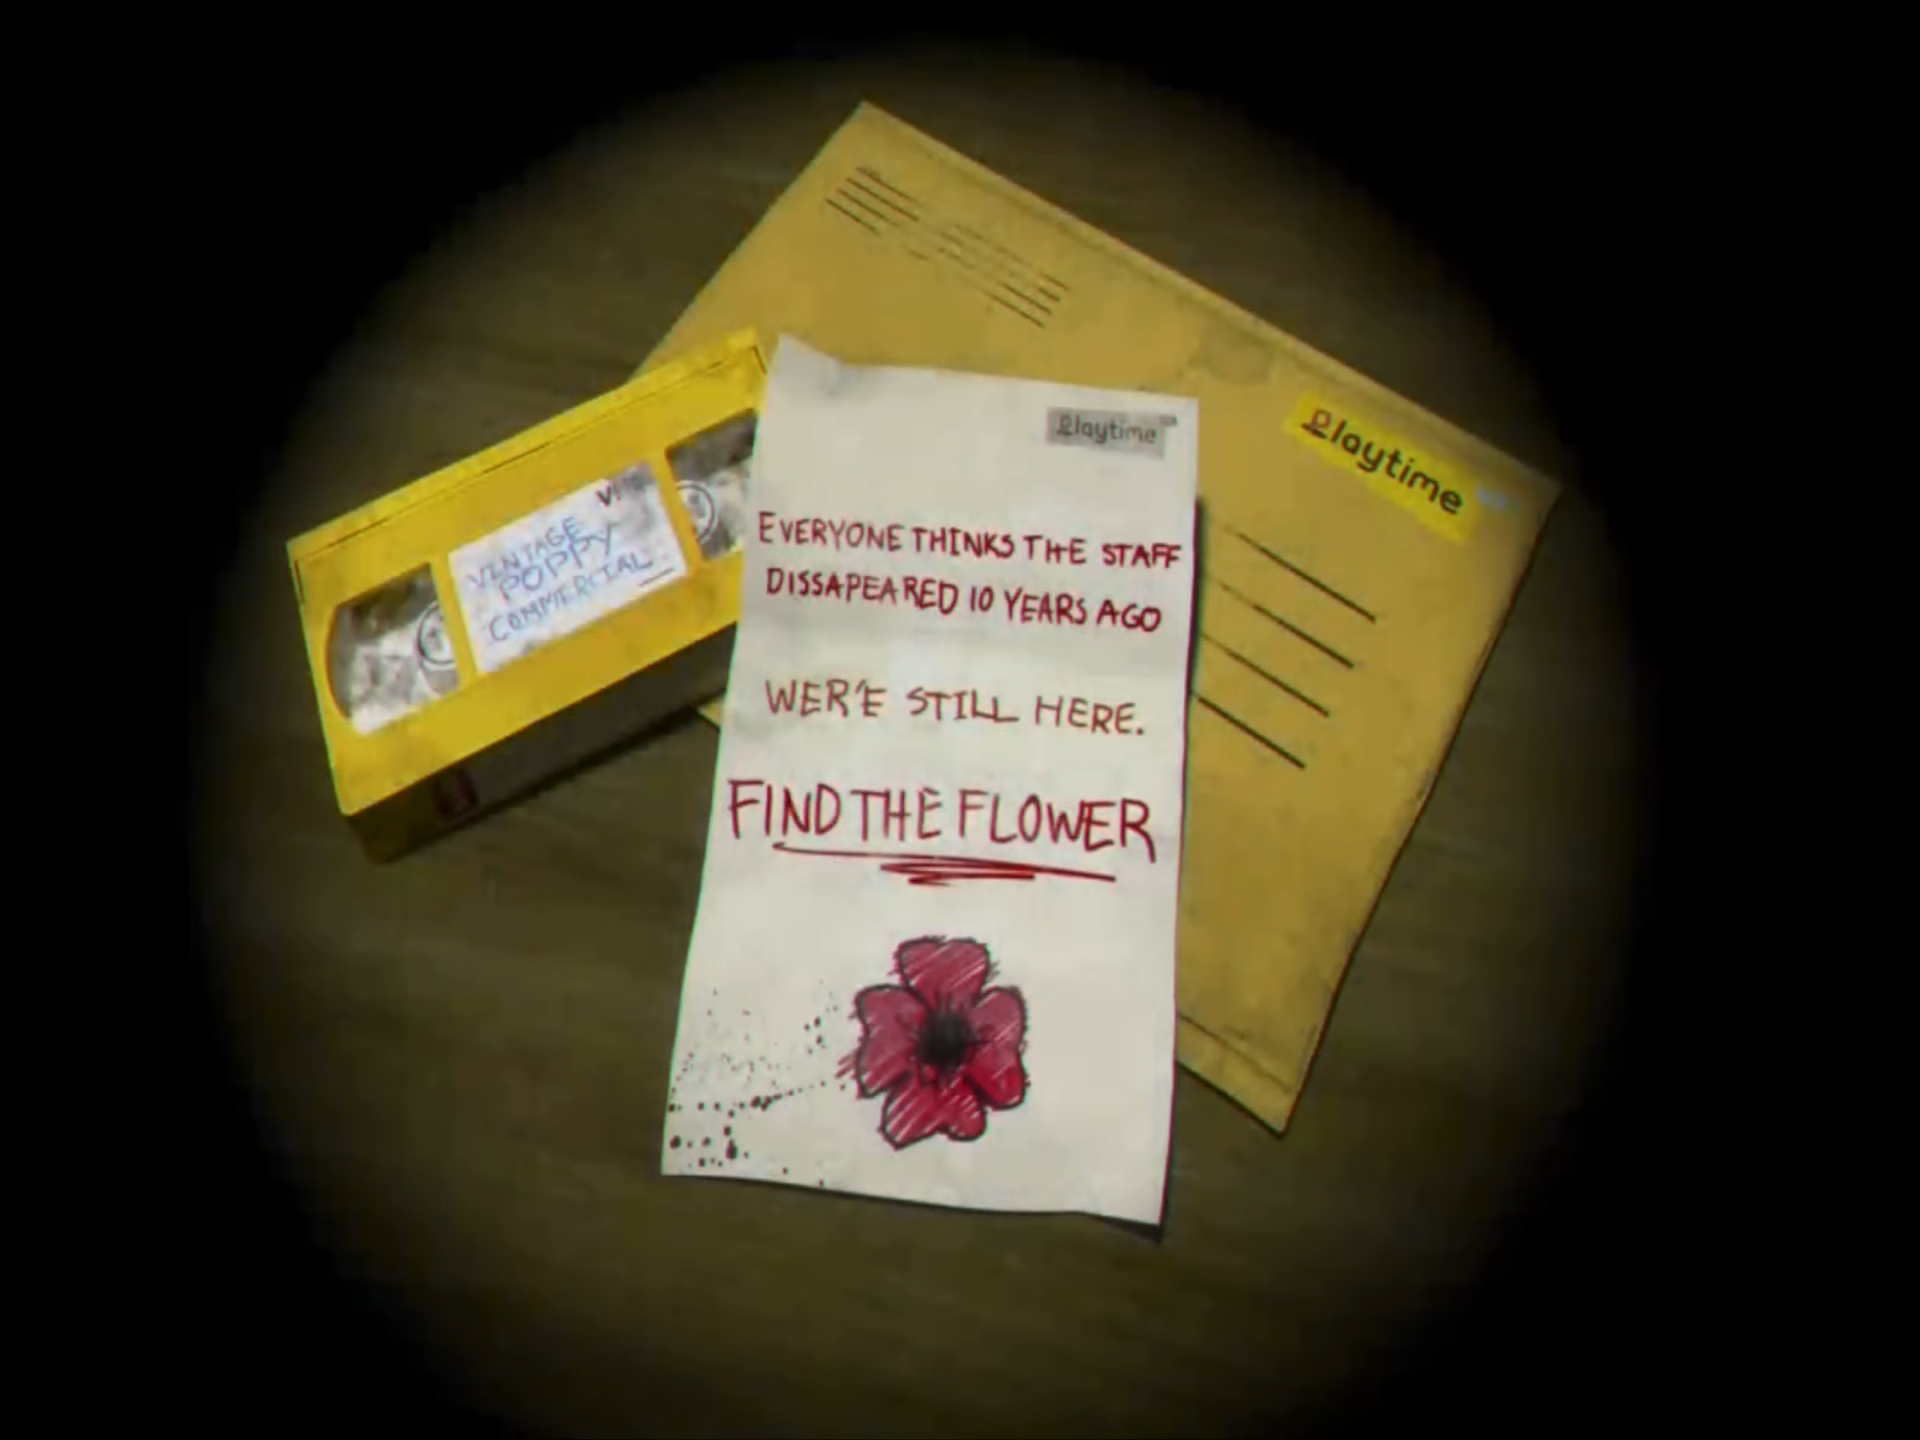 Playtime
Playtime
VINTAGE
POPPY
COMMERCIAL
EVERYONE THINKS THE STAFF
DISSAPEARED 10 YEARS AGO
WER'E STILL HERE.
FIND THE FLOWER